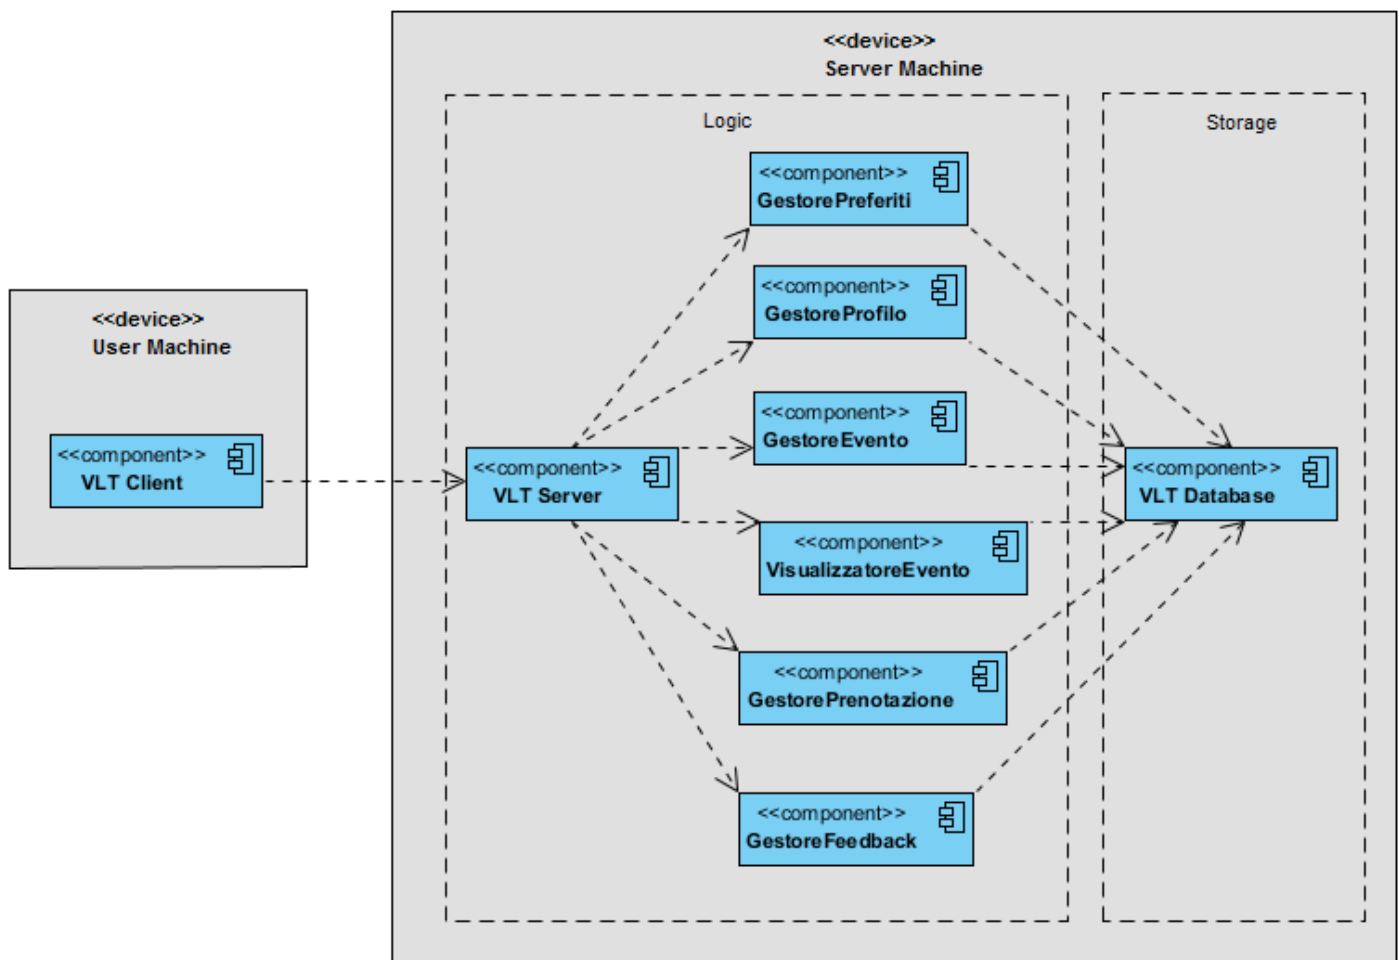 <<device>>
Server Machine
Logic
Storage
<<component>>
GestorePreferiti
<<component>>
GestoreProfilo
<<device>>
User Machine
<<component>>
GestoreEvento
<<component>>
VLT Client
<<component>>
VLT Server
<<component>>
VLT Database
<<component>>
VisualizzatoreEvento
<<component>>
GestorePrenotazione
<<component>>
GestoreFeedback